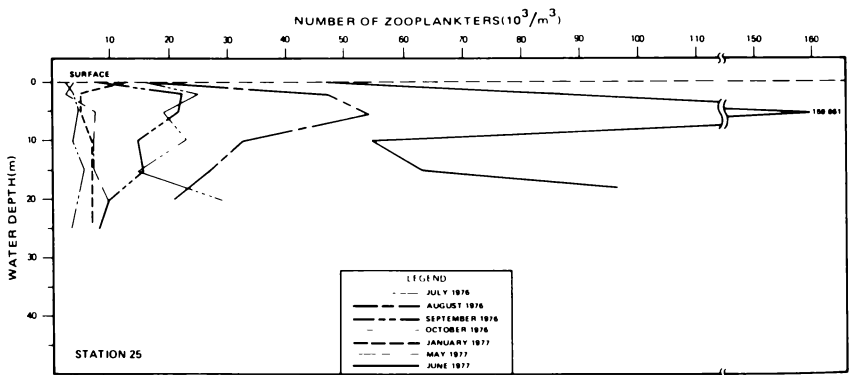 NUMBER OF ZOOPLANKTERS(10³/m³)
10 20 30 40 50 60 70 80 90 100 110 160
SURFACE
0
10
20
30
40
WATER DEPTH(m)
LEGEND
JULY 1976
AUGUST 1976
SEPTEMBER 1976
OCTOBER 1976
JANUARY 1977
MAY 1977
JUNE 1977
STATION 25